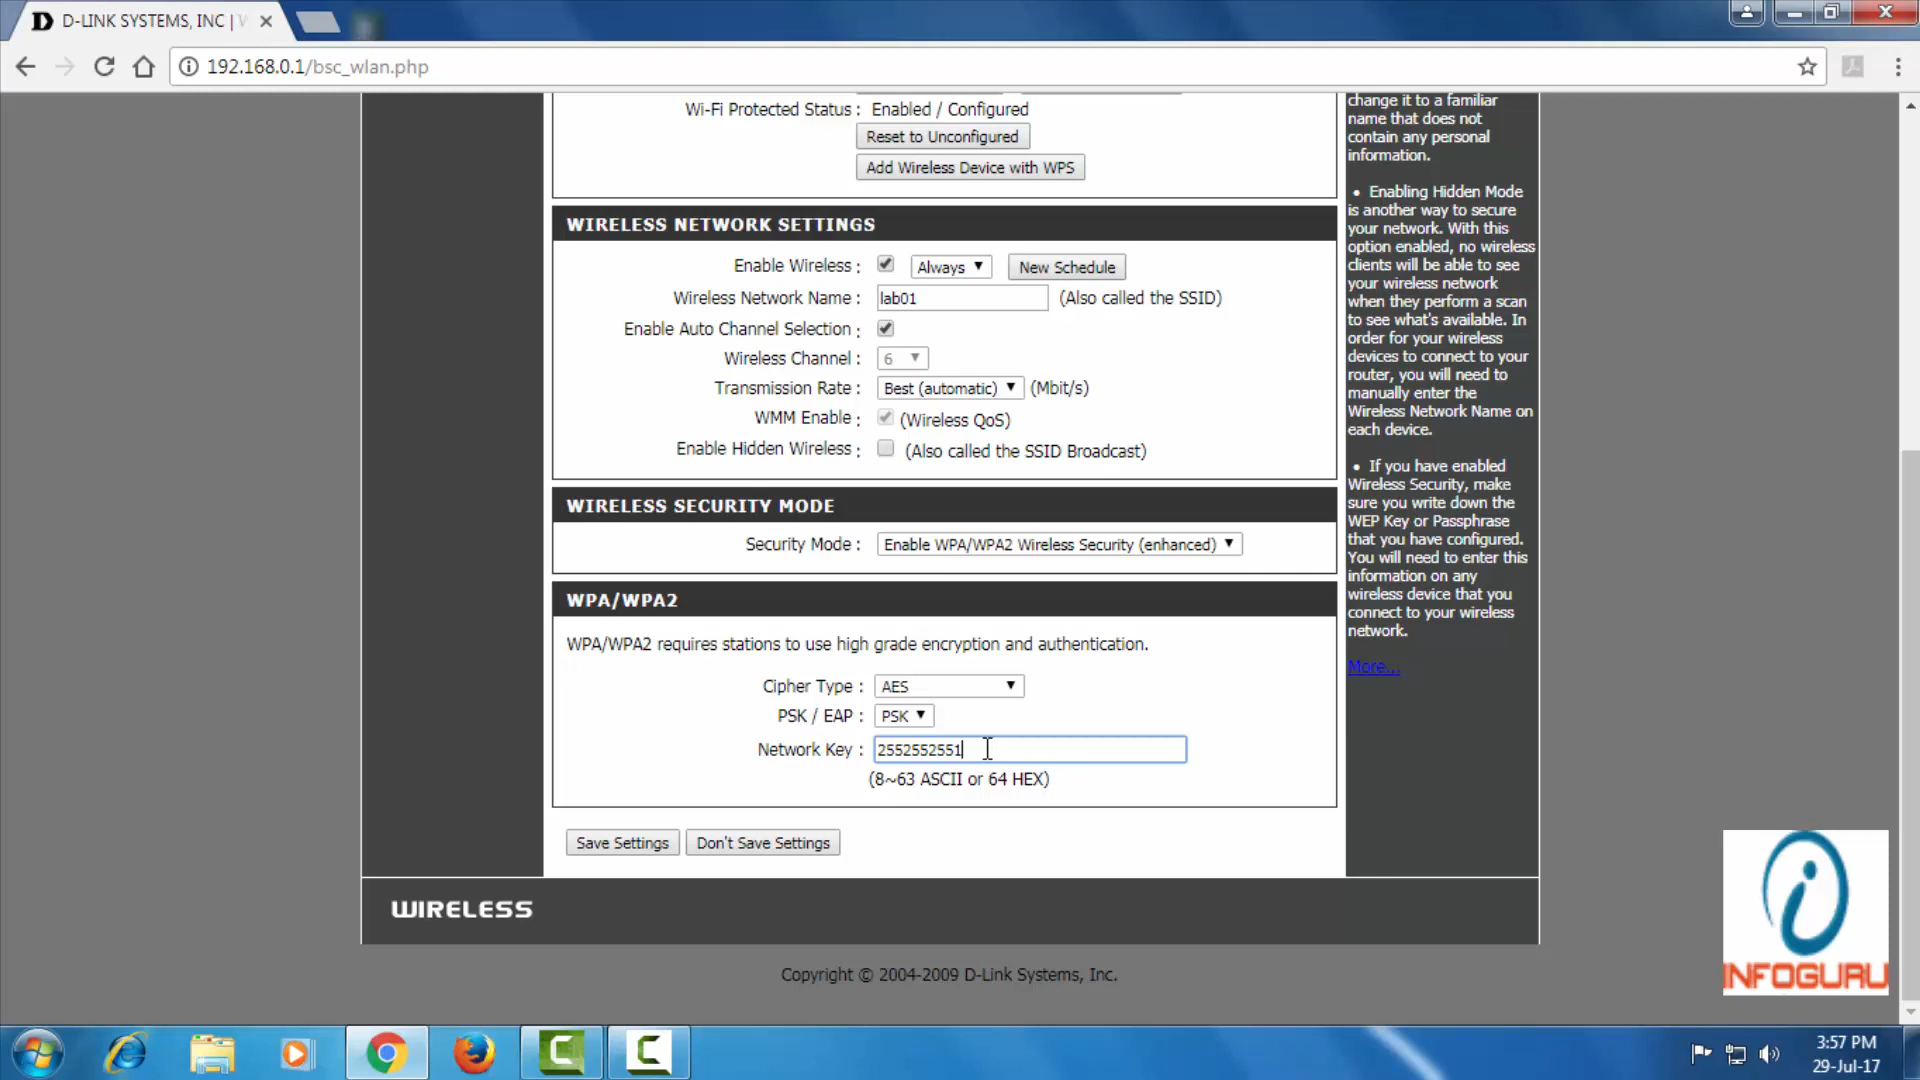 D-LINK SYSTEMS, INC | W
192.168.0.1/bsc_wlan.php
Wi-Fi Protected Status : Enabled / Configured
Reset to Unconfigured
Add Wireless Device with WPS
WIRELESS NETWORK SETTINGS
Enable Wireless : Always New Schedule
Wireless Network Name : lab01 (Also called the SSID)
Enable Auto Channel Selection :
Wireless Channel : 6
Transmission Rate : Best (automatic) (Mbit/s)
WMM Enable : (Wireless QoS)
Enable Hidden Wireless : (Also called the SSID Broadcast)
WIRELESS SECURITY MODE
Security Mode : Enable WPA/WPA2 Wireless Security (enhanced)
WPA/WPA2
WPA/WPA2 requires stations to use high grade encryption and authentication.
Cipher Type : AES
PSK / EAP : PSK
Network Key : 2552552551
(8~63 ASCII or 64 HEX)
Save Settings Don't Save Settings
change it to a familiar
name that does not
contain any personal
information.
• Enabling Hidden Mode
is another way to secure
your network. With this
option enabled, no wireless
clients will be able to see
your wireless network
when they perform a scan
to see what's available. In
order for your wireless
devices to connect to your
router, you will need to
manually enter the
Wireless Network Name on
each device.
• If you have enabled
Wireless Security, make
sure you write down the
WEP Key or Passphrase
that you have configured.
You will need to enter this
information on any
wireless device that you
connect to your wireless
network.
More...
WIRELESS
Copyright © 2004-2009 D-Link Systems, Inc.
INFOGURU
3:57 PM
29-Jul-17